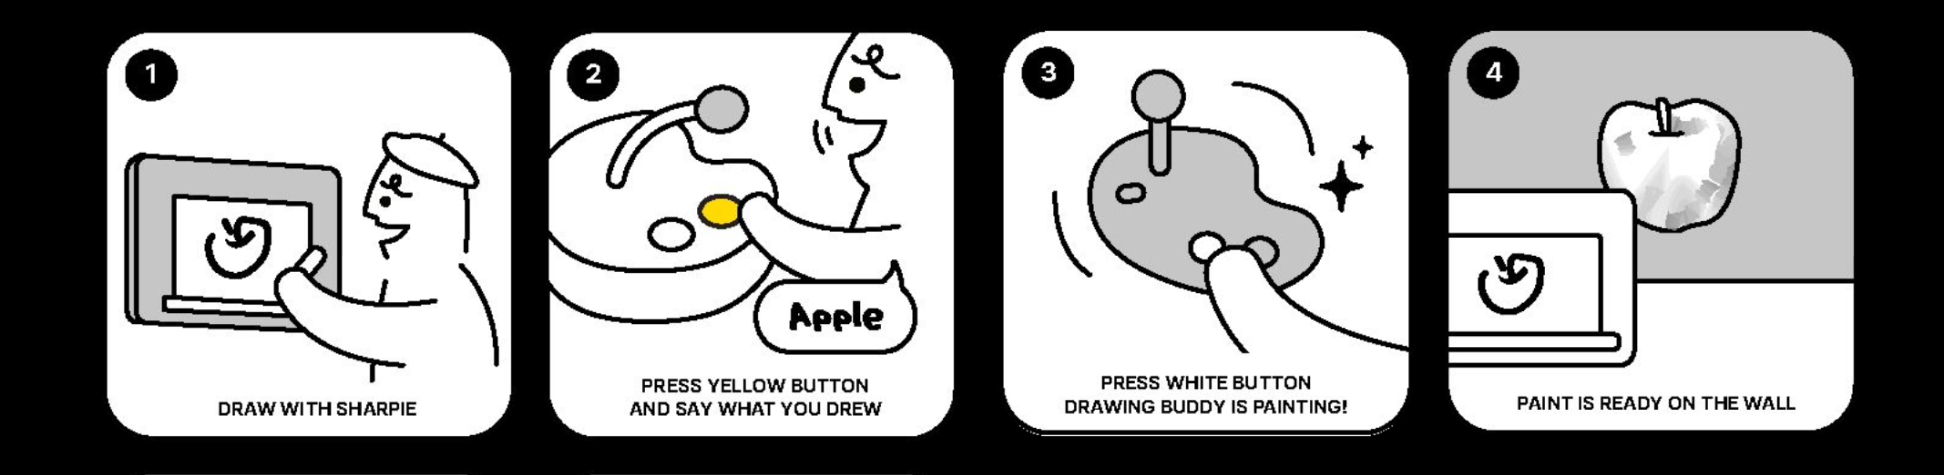 1
DRAW WITH SHARPIE
2
Apple
PRESS YELLOW BUTTON
AND SAY WHAT YOU DREW
3
PRESS WHITE BUTTON
DRAWING BUDDY IS PAINTING!
4
PAINT IS READY ON THE WALL